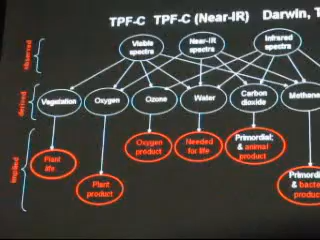 TPF-C TPF-C (Near-IR) Darwin, T
observed
Visible
spectra
Near-IR
spectra
Infrared
spectra
derived
Vegetation
Oxygen
Ozone
Water
Carbon
dioxide
Methane
implied
Plant
life
Plant
product
Oxygen
product
Needed
for life
Primordial;
& animal
product
Primordi
& bacte
produc